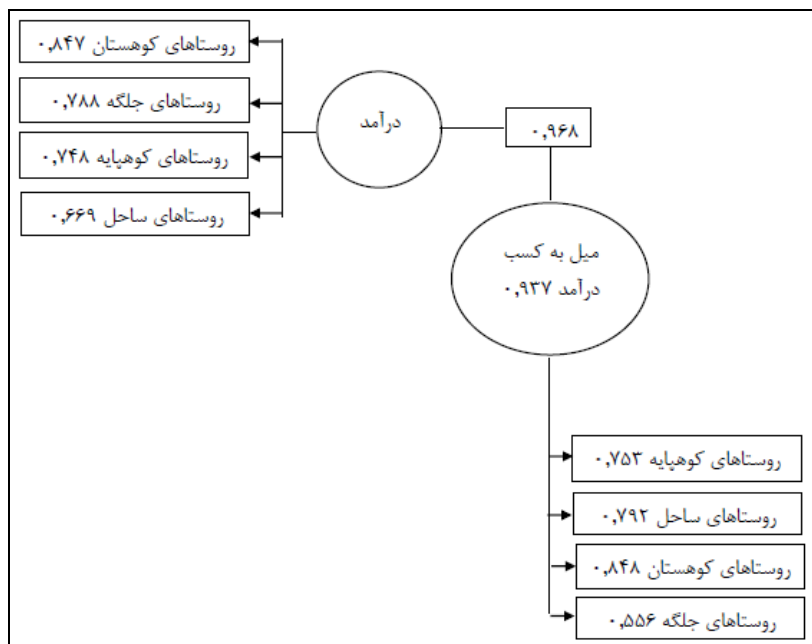 روستاهای کوهستان ۰,۸۴۷
روستاهای جلگه ۰,۷۸۸
روستاهای کوهپایه ۰,۷۴۸
روستاهای ساحل ۰,۶۶۹
درآمد
۰,۹۶۸
میل به کسب
درآمد ۰,۹۳۷
روستاهای کوهپایه ۰,۷۵۳
روستاهای ساحل ۰,۷۹۲
روستاهای کوهستان ۰,۸۴۸
روستاهای جلگه ۰,۵۵۶